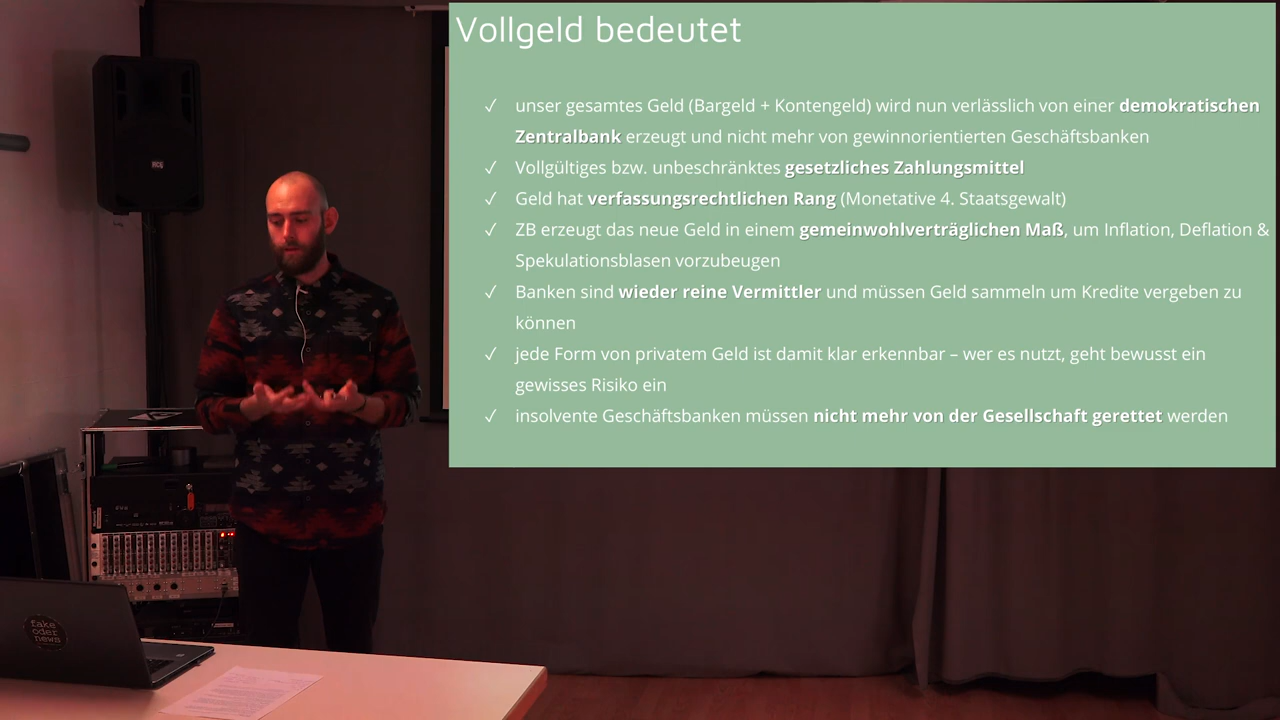 Vollgeld bedeutet
✓ unser gesamtes Geld (Bargeld + Kontengeld) wird nun verlässlich von einer demokratischen
Zentralbank erzeugt und nicht mehr von gewinnorientierten Geschäftsbanken
✓ Vollgültiges bzw. unbeschränktes gesetzliches Zahlungsmittel
✓ Geld hat verfassungsrechtlichen Rang (Monetative 4. Staatsgewalt)
✓ ZB erzeugt das neue Geld in einem gemeinwohlverträglichen Maß, um Inflation, Deflation &
Spekulationsblasen vorzubeugen
✓ Banken sind wieder reine Vermittler und müssen Geld sammeln um Kredite vergeben zu
können
✓ jede Form von privatem Geld ist damit klar erkennbar – wer es nutzt, geht bewusst ein
gewisses Risiko ein
✓ insolvente Geschäftsbanken müssen nicht mehr von der Gesellschaft gerettet werden
RCF
fake
oder
news